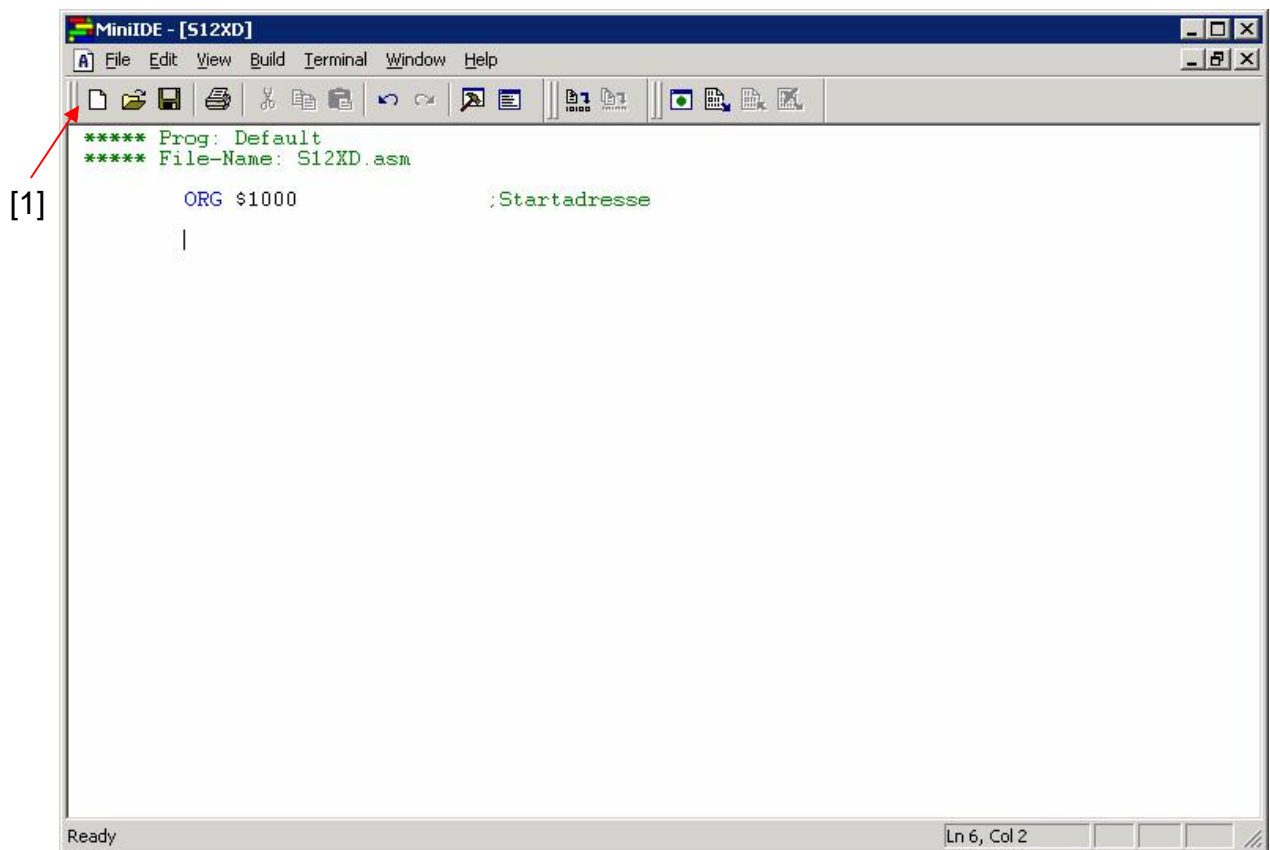 MiniIDE - [S12XD]
File Edit View Build Terminal Window Help
***** Prog: Default
***** File-Name: S12XD.asm
[1]
ORG $1000 ;Startadresse
Ready Ln 6, Col 2